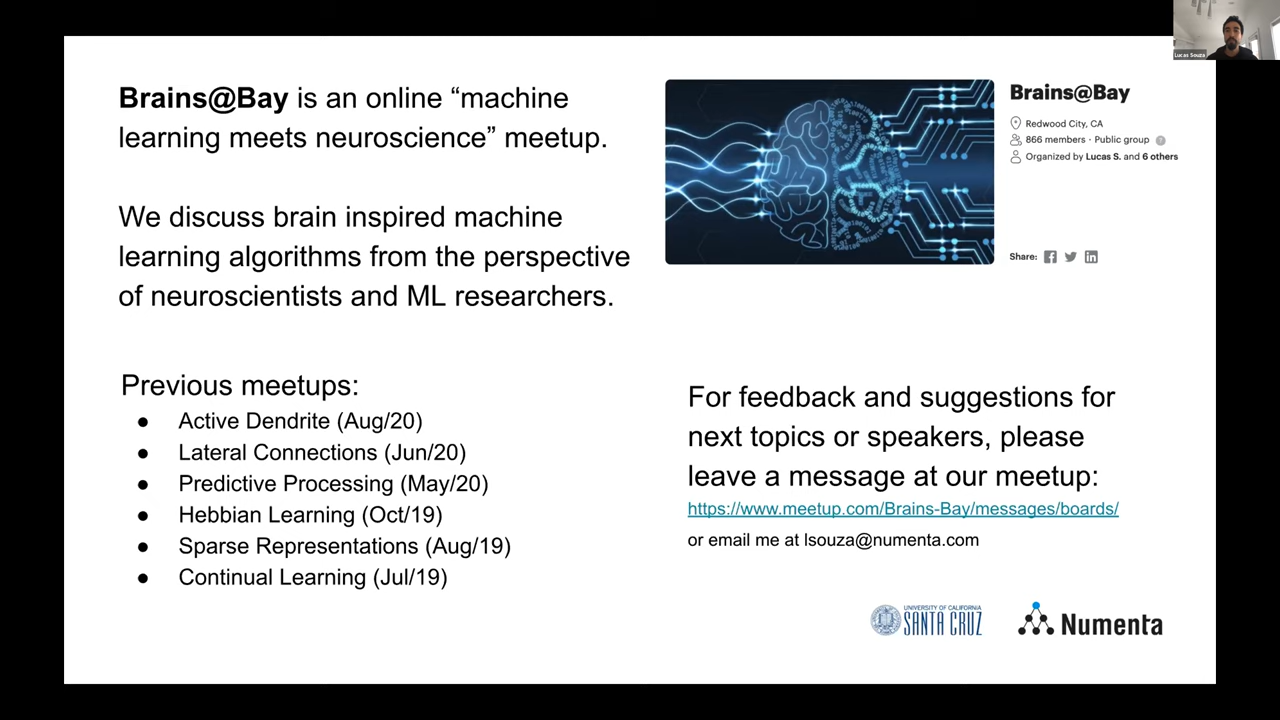 Brains@Bay is an online “machine
learning meets neuroscience” meetup.
We discuss brain inspired machine
learning algorithms from the perspective
of neuroscientists and ML researchers.
Previous meetups:
● Active Dendrite (Aug/20)
● Lateral Connections (Jun/20)
● Predictive Processing (May/20)
● Hebbian Learning (Oct/19)
● Sparse Representations (Aug/19)
● Continual Learning (Jul/19)
Brains@Bay
Redwood City, CA
866 members · Public group ?
Organized by Lucas S. and 6 others
Share:
For feedback and suggestions for
next topics or speakers, please
leave a message at our meetup:
https://www.meetup.com/Brains-Bay/messages/boards/
or email me at lsouza@numenta.com
UNIVERSITY OF CALIFORNIA
SANTA CRUZ
Numenta
Lucas Souza